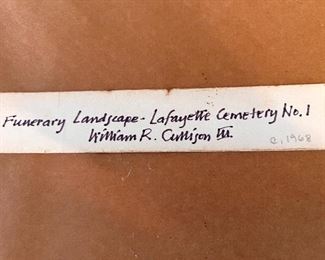 Funerary Landscape - Lafayette Cemetery No. 1
William R. Cullison III.
c. 1968